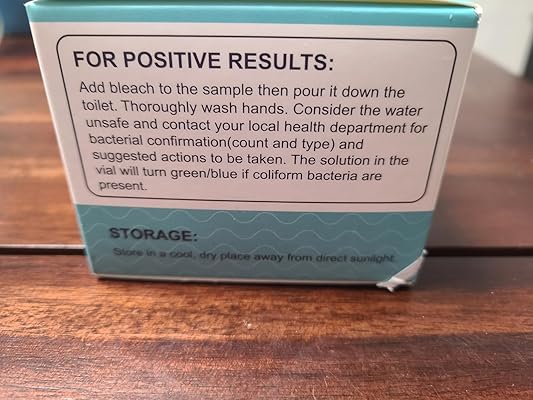 FOR POSITIVE RESULTS:
Add bleach to the sample then pour it down the
toilet. Thoroughly wash hands. Consider the water
unsafe and contact your local health department for
bacterial confirmation(count and type) and
suggested actions to be taken. The solution in the
vial will turn green/blue if coliform bacteria are
present.
STORAGE:
Store in a cool, dry place away from direct sunlight.